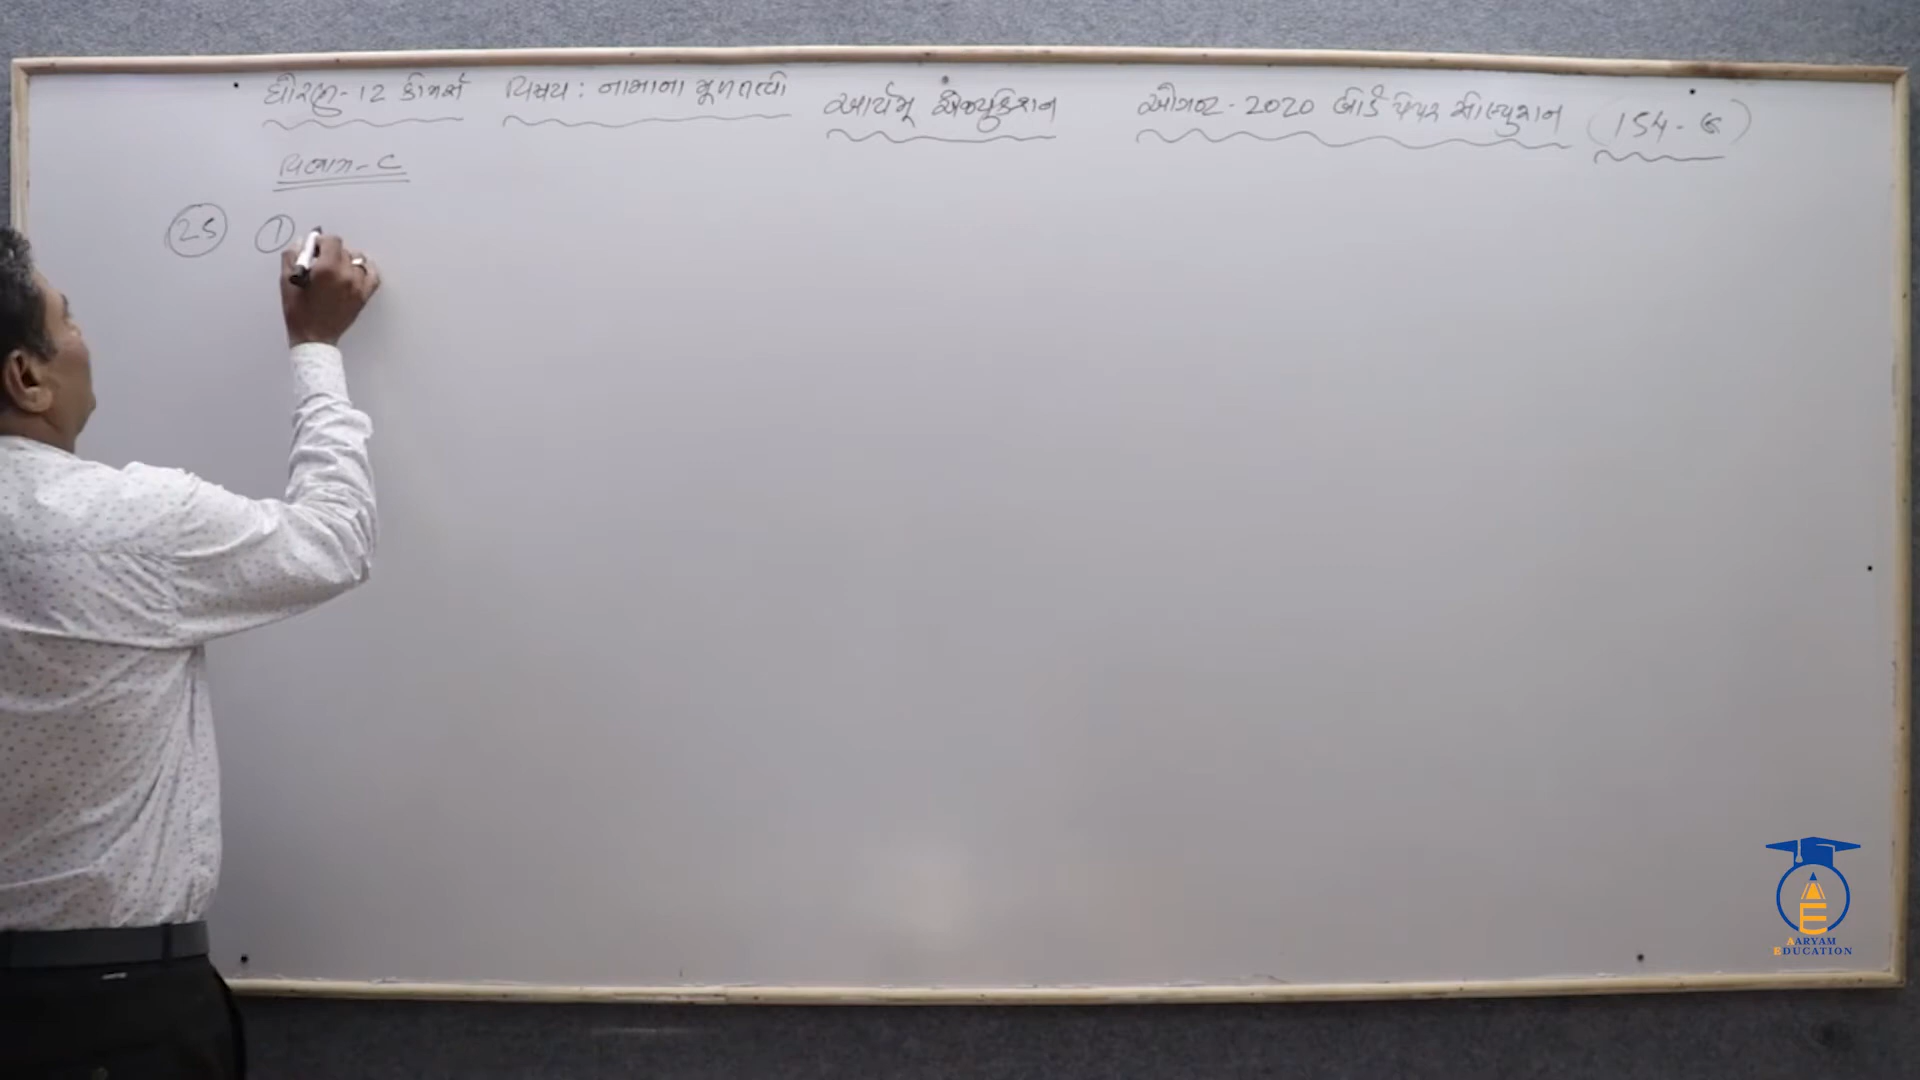 ધોરણ-12 કોમર્સ વિષય: નામાના મૂળતત્વો આર્યમ્ એજ્યુકેશન ઓગષ્ટ-2020 બોર્ડ પેપર સોલ્યુશન (154-
વિભાગ-C
25 1
AARYAM
EDUCATION